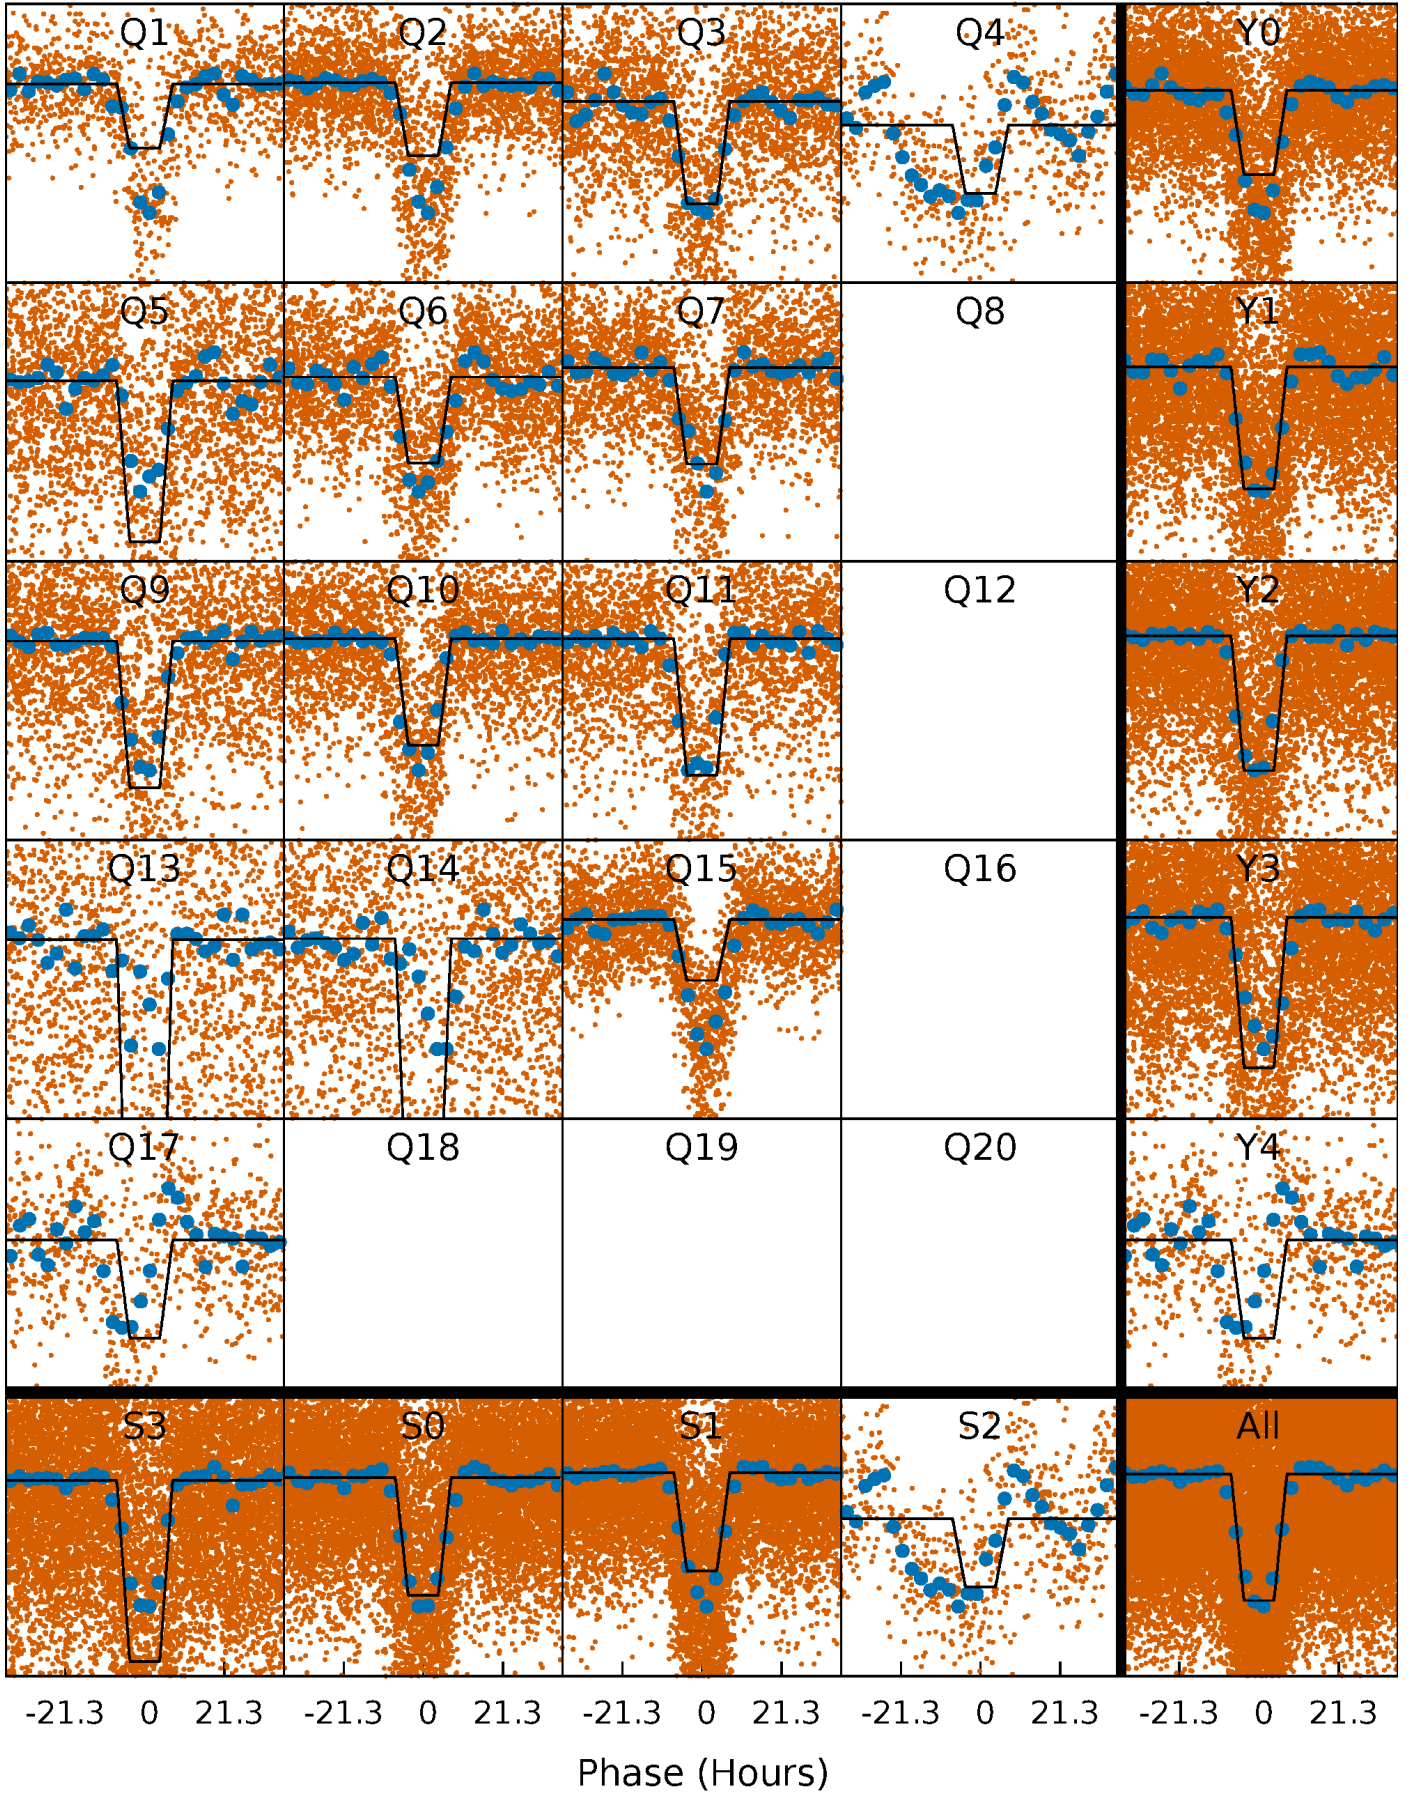 Q1 Q2 Q3 Q4 Y0
Q5 Q6 Q7 Q8 Y1
Q9 Q10 Q11 Q12 Y2
Q13 Q14 Q15 Q16 Y3
Q17 Q18 Q19 Q20 Y4
S3 S0 S1 S2 All
-21.3 0 21.3 -21.3 0 21.3 -21.3 0 21.3 -21.3 0 21.3 -21.3 0 21.3
Phase (Hours)